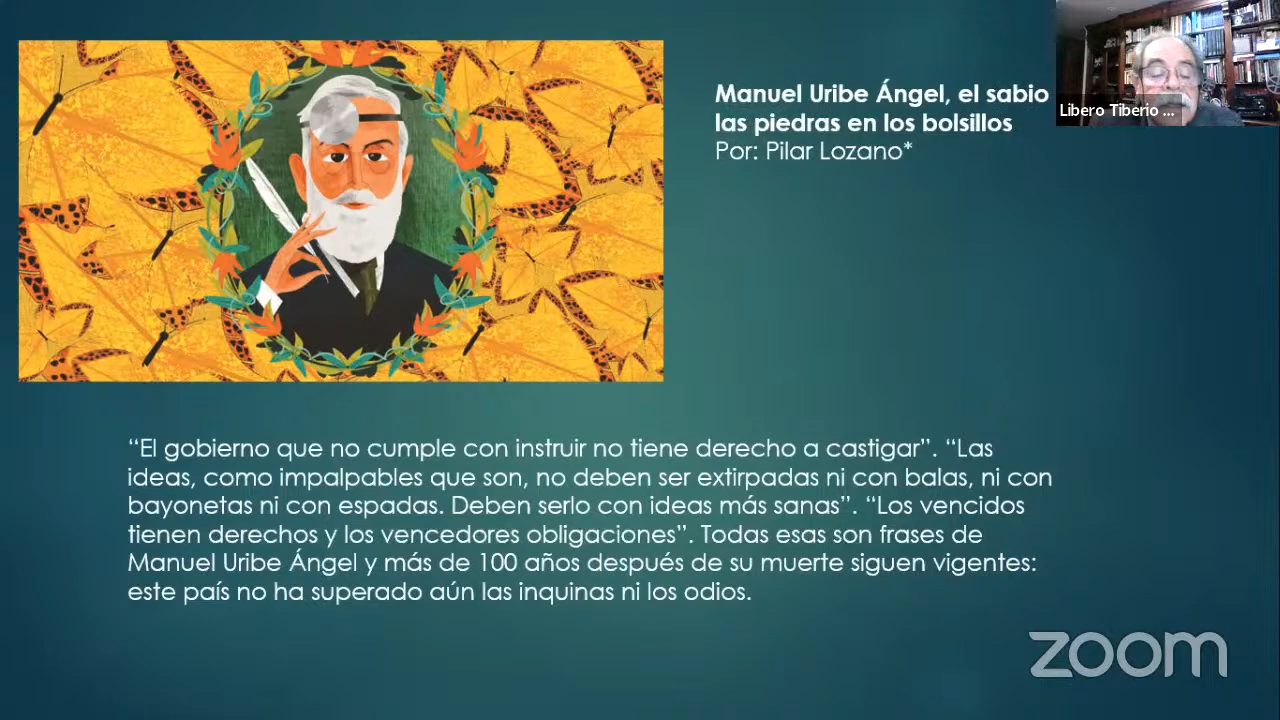 Manuel Uribe Ángel, el sabio
las piedras en los bolsillos
Por: Pilar Lozano*
Libero Tiberio ...
“El gobierno que no cumple con instruir no tiene derecho a castigar”. “Las
ideas, como impalpables que son, no deben ser extirpadas ni con balas, ni con
bayonetas ni con espadas. Deben serlo con ideas más sanas”. “Los vencidos
tienen derechos y los vencedores obligaciones”. Todas esas son frases de
Manuel Uribe Ángel y más de 100 años después de su muerte siguen vigentes:
este país no ha superado aún las inquinas ni los odios.
zoom